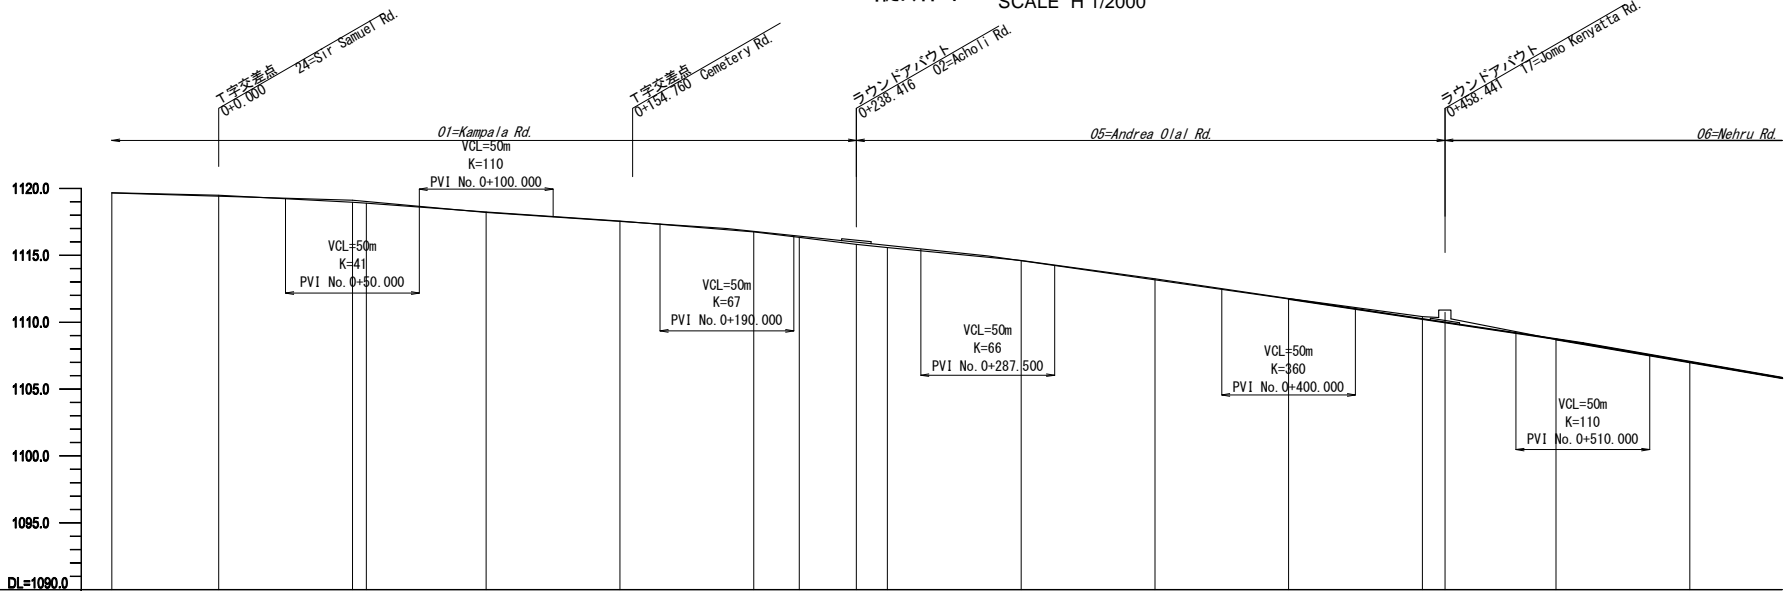 SCALE H 1/2000
T字交差点 24=Sir Samuel Rd.
0+0.000
T字交差点
0+154.760 Cemetery Rd.
ラウンドアバウト
0+238.416 02=Acholi Rd.
ラウンドアバウト
0+458.441 17=Jomo Kenyatta Rd.
01=Kampala Rd.
05=Andrea Olal Rd.
06=Nehru Rd.
VCL=50m
K=110
PVI No.0+100.000
VCL=50m
K=41
PVI No.0+50.000
VCL=50m
K=67
PVI No.0+190.000
VCL=50m
K=66
PVI No.0+287.500
VCL=50m
K=360
PVI No.0+400.000
VCL=50m
K=110
PVI No.0+510.000
1120.0
1115.0
1110.0
1105.0
1100.0
1095.0
DL=1090.0